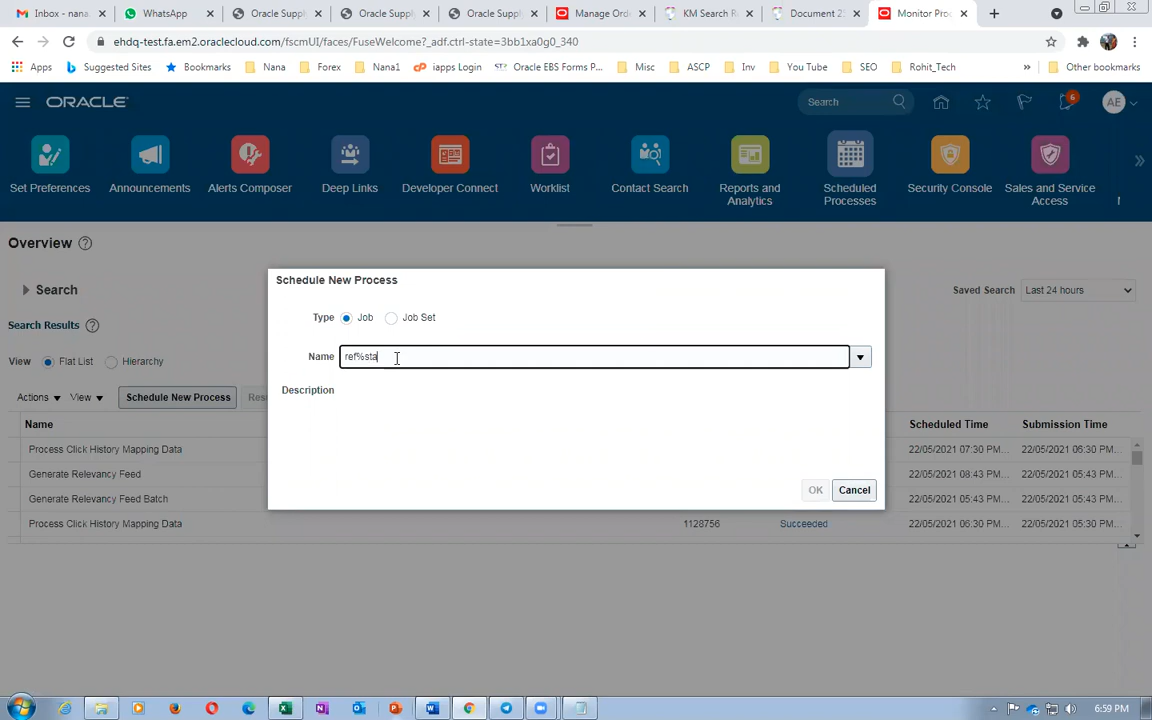 Inbox - nana
WhatsApp
Oracle Suppl
Oracle Suppl
Oracle Suppl
Manage Ord
KM Search R
Document 2
Monitor Proc
ehdq-test.fa.em2.oraclecloud.com/fscmUI/faces/FuseWelcome?_adf.ctrl-state=3bb1xa0g0_340
Apps
Suggested Sites
Bookmarks
Nana
Forex
Nana1
iapps Login
Oracle EBS Forms P...
Misc
ASCP
Inv
You Tube
SEO
Rohit_Tech
»
Other bookmarks
ORACLE
Search
6
AE
Set Preferences
Announcements
Alerts Composer
Deep Links
Developer Connect
Worklist
Contact Search
Reports and
Analytics
Scheduled
Processes
Security Console
Sales and Service
Access
Overview
Search
Saved Search
Last 24 hours
Search Results
View
Flat List
Hierarchy
Actions
View
Schedule New Process
Res
Name
Scheduled Time
Submission Time
Process Click History Mapping Data
22/05/2021 07:30 PM...
22/05/2021 06:30 PM...
Generate Relevancy Feed
22/05/2021 08:43 PM...
22/05/2021 05:43 PM...
Generate Relevancy Feed Batch
22/05/2021 05:43 PM...
22/05/2021 05:43 PM...
Process Click History Mapping Data
1128756
Succeeded
22/05/2021 06:30 PM...
22/05/2021 05:30 PM...
Schedule New Process
Type
Job
Job Set
Name
ref%sta
Description
OK
Cancel
6:59 PM